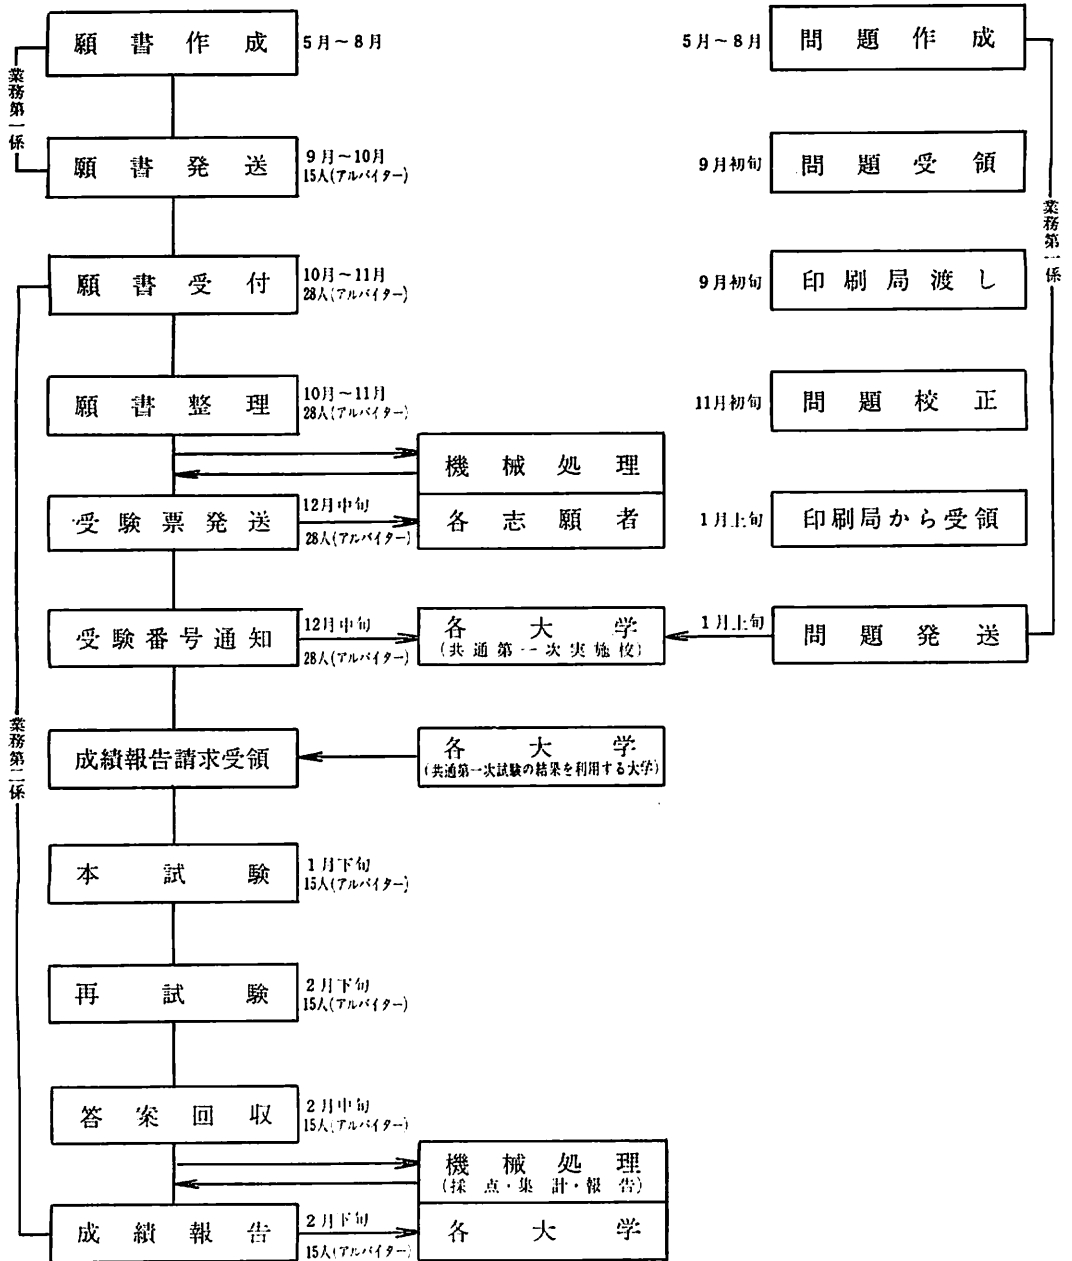 願書作成
5月～8月
業務第一係
願書発送
9月～10月
15人(アルバイター)
願書受付
10月～11月
28人(アルバイター)
願書整理
10月～11月
28人(アルバイター)
機械処理
受験票発送
12月中旬
28人(アルバイター)
各志願者
受験番号通知
12月中旬
28人(アルバイター)
各大学
(共通第一次実施校)
業務第二係
成績報告請求受領
各大学
(共通第一次試験の結果を利用する大学)
本試験
1月下旬
15人(アルバイター)
再試験
2月下旬
15人(アルバイター)
答案回収
2月中旬
15人(アルバイター)
機械処理
(採点・集計・報告)
成績報告
2月下旬
15人(アルバイター)
各大学
5月～8月
問題作成
9月初旬
問題受領
業務第一係
9月初旬
印刷局渡し
11月初旬
問題校正
1月上旬
印刷局から受領
1月上旬
問題発送